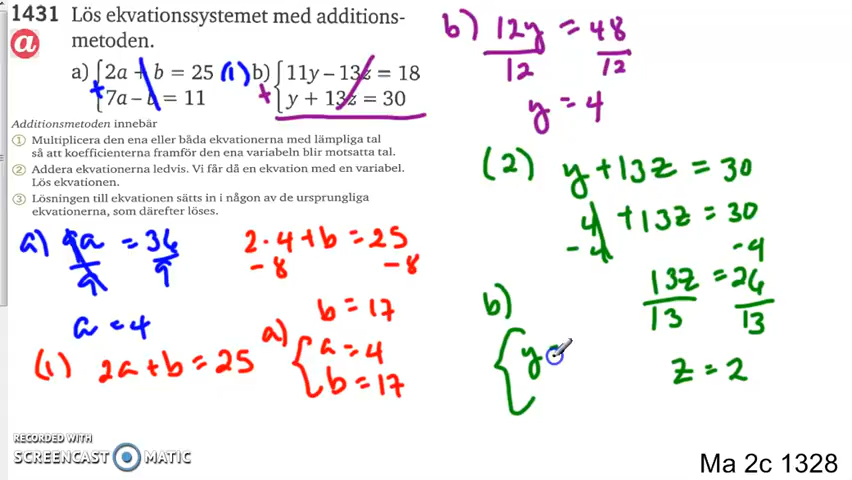 1431 Lös ekvationssystemet med additions-
metoden.
a) { 2a + b = 25 (1)
+ 7a − b = 11
b) { 11y − 13z = 18
+ y + 13z = 30
Additionsmetoden innebär
① Multiplicera den ena eller båda ekvationerna med lämpliga tal
så att koefficienterna framför den ena variabeln blir motsatta tal.
② Addera ekvationerna ledvis. Vi får då en ekvation med en variabel.
Lös ekvationen.
③ Lösningen till ekvationen sätts in i någon av de ursprungliga
ekvationerna, som därefter löses.
a) 9a = 36
9 9
a = 4
(1) 2a + b = 25
2 · 4 + b = 25
−8 −8
b = 17
a) { a = 4
b = 17
b) 12y = 48
12 12
y = 4
(2) y + 13z = 30
4 + 13z = 30
−4 −4
13z = 26
13 13
z = 2
b)
{ y =
RECORDED WITH
SCREENCAST O MATIC
Ma 2c 1328
a